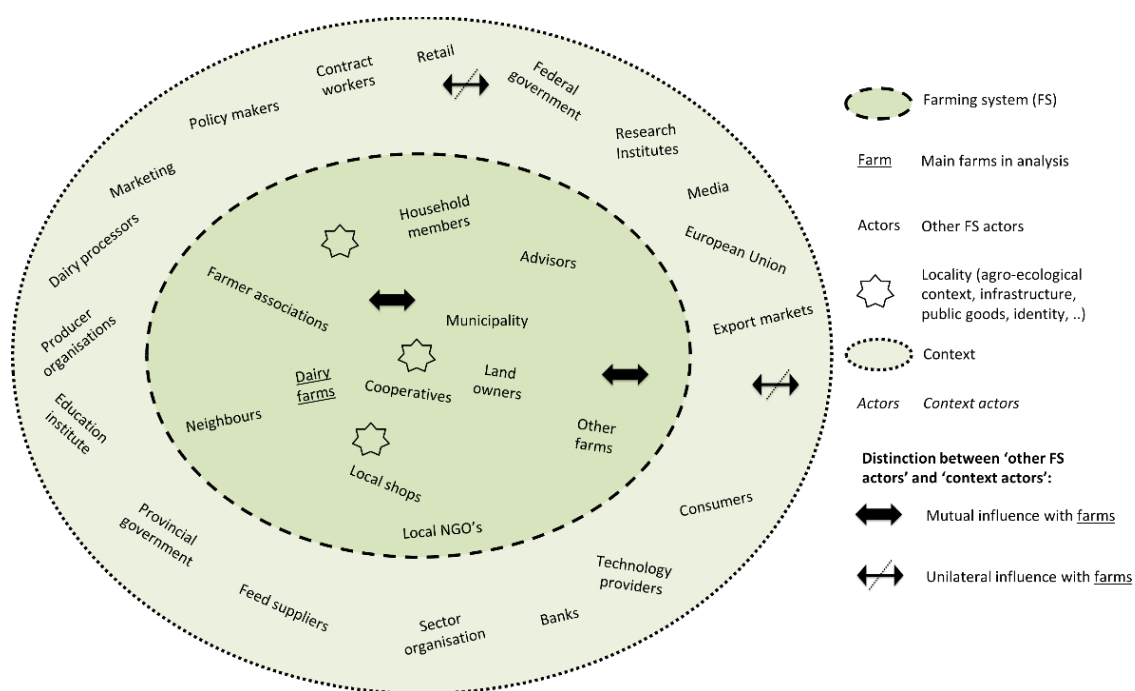 Retail
Contract
workers
Federal
government
Policy makers
Research
Institutes
Marketing
Media
Dairy processors
European Union
Producer
organisations
Export markets
Education
institute
Provincial
government
Consumers
Feed suppliers
Technology
providers
Sector
organisation
Banks
Household
members
Advisors
Farmer associations
Municipality
Dairy
farms
Cooperatives
Land
owners
Neighbours
Other
farms
Local shops
Local NGO's
Farming system (FS)
Farm Main farms in analysis
Actors Other FS actors
Locality (agro-ecological
context, infrastructure,
public goods, identity, ..)
Context
Actors Context actors
Distinction between ‘other FS
actors’ and ‘context actors’:
Mutual influence with farms
Unilateral influence with farms